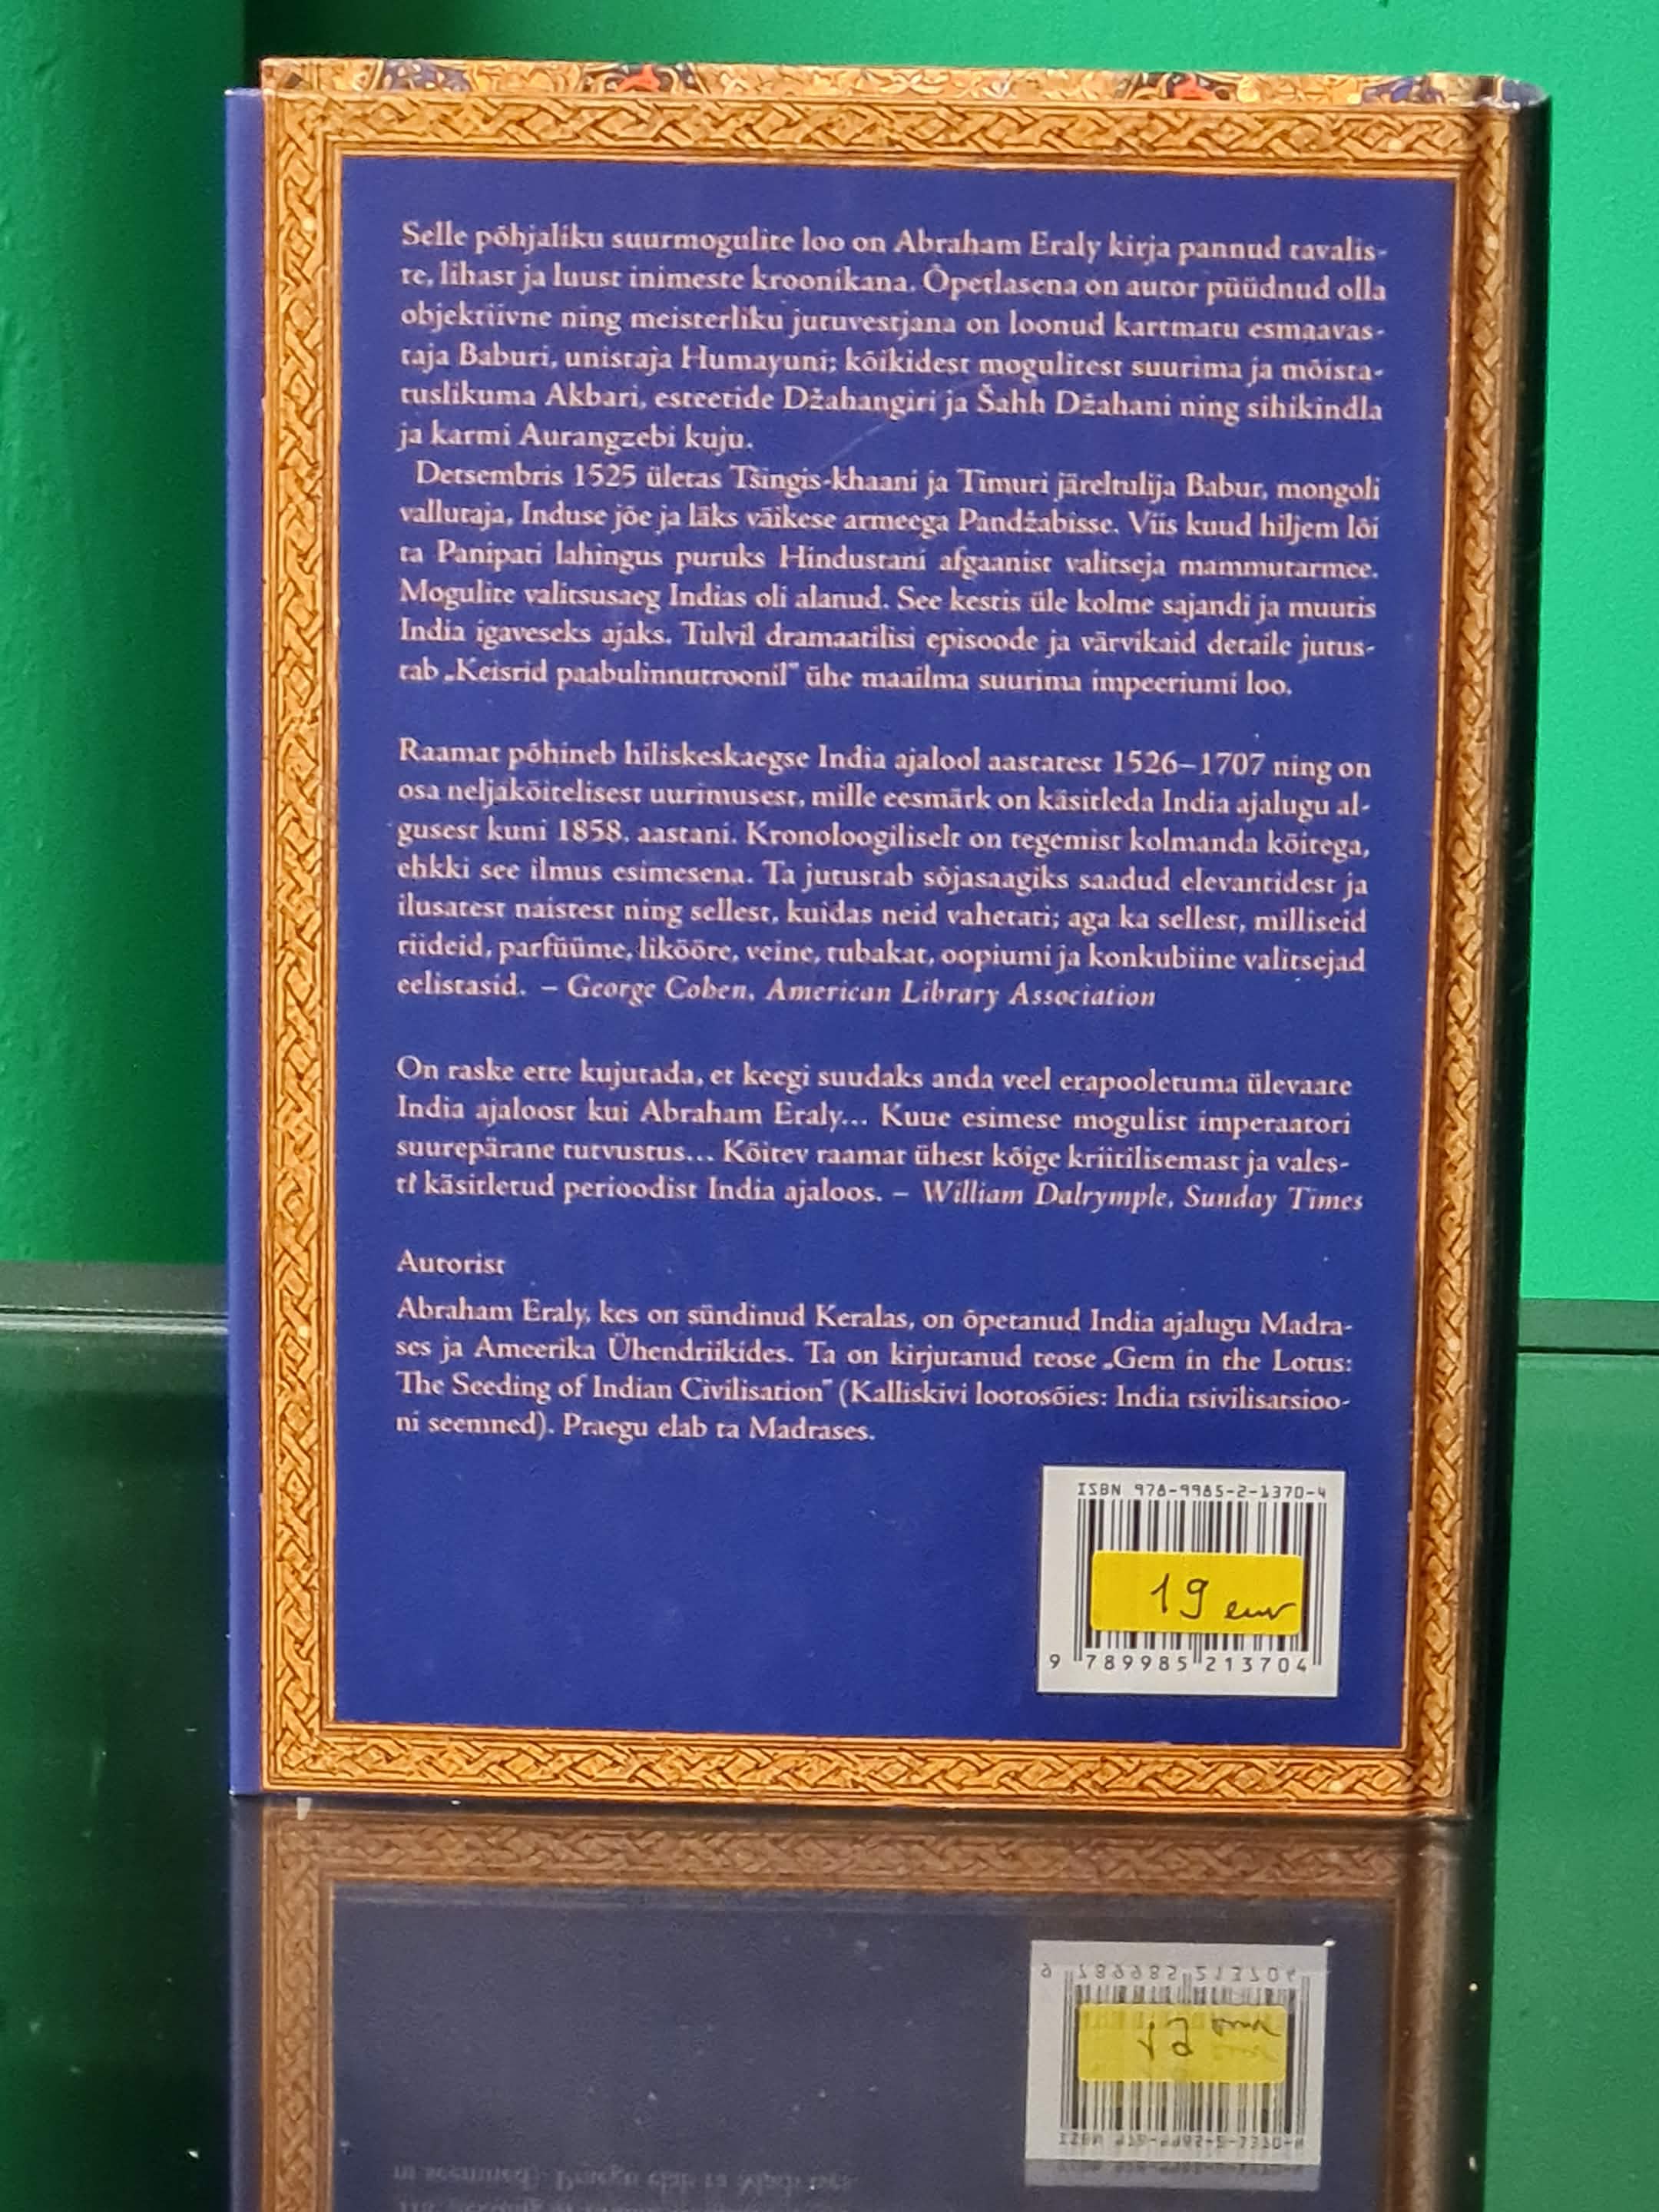 Selle põhjaliku suurmogulite loo on Abraham Eraly kirja pannud tavalis-
te, lihast ja luust inimeste kroonikana. Õpetlasena on autor püüdnud olla
objektiivne ning meisterliku jutuvestjana on loonud kartmatu esmaavas-
taja Baburi, unistaja Humayuni; kõikidest mogulitest suurima ja mõista-
tuslikuma Akbari, esteetide Džahangiri ja Šahh Džahani ning sihikindla
ja karmi Aurangzebi kuju.
Detsembris 1525 ületas Tšingis-khaani ja Timuri järeltulija Babur, mongoli
vallutaja, Induse jõe ja läks väikese armeega Pandžabisse. Viis kuud hiljem lõi
ta Panipati lahingus puruks Hindustani afgaanist valitseja mammutarmee.
Mogulite valitsusaeg Indias oli alanud. See kestis üle kolme sajandi ja muutis
India igaveseks ajaks. Tulvil dramaatilisi episoode ja värvikaid detaile jutus-
tab „Keisrid paabulinnutroonil” ühe maailma suurima impeeriumi loo.
Raamat põhineb hiliskeskaegse India ajalool aastatest 1526–1707 ning on
osa neljaköitelisest uurimusest, mille eesmärk on käsitleda India ajalugu al-
gusest kuni 1858. aastani. Kronoloogiliselt on tegemist kolmanda köitega,
ehkki see ilmus esimesena. Ta jutustab sõjasaagiks saadud elevantidest ja
ilusatest naistest ning sellest, kuidas neid vahetati; aga ka sellest, milliseid
riideid, parfüüme, likööre, veine, tubakat, oopiumi ja konkubiine valitsejad
eelistasid. – George Cohen, American Library Association
On raske ette kujutada, et keegi suudaks anda veel erapooletuma ülevaate
India ajaloost kui Abraham Eraly... Kuue esimese mogulist imperaatori
suurepärane tutvustus... Köitev raamat ühest kõige kriitilisemast ja vales-
ti käsitletud perioodist India ajaloos. – William Dalrymple, Sunday Times
Autorist
Abraham Eraly, kes on sündinud Keralas, on õpetanud India ajalugu Madra-
ses ja Ameerika Ühendriikides. Ta on kirjutanud teose „Gem in the Lotus:
The Seeding of Indian Civilisation” (Kalliskivi lootosõies: India tsivilisatsioo-
ni seemned). Praegu elab ta Madrases.
ISBN 978-9985-2-1370-4
19 eur
9 789985 213704